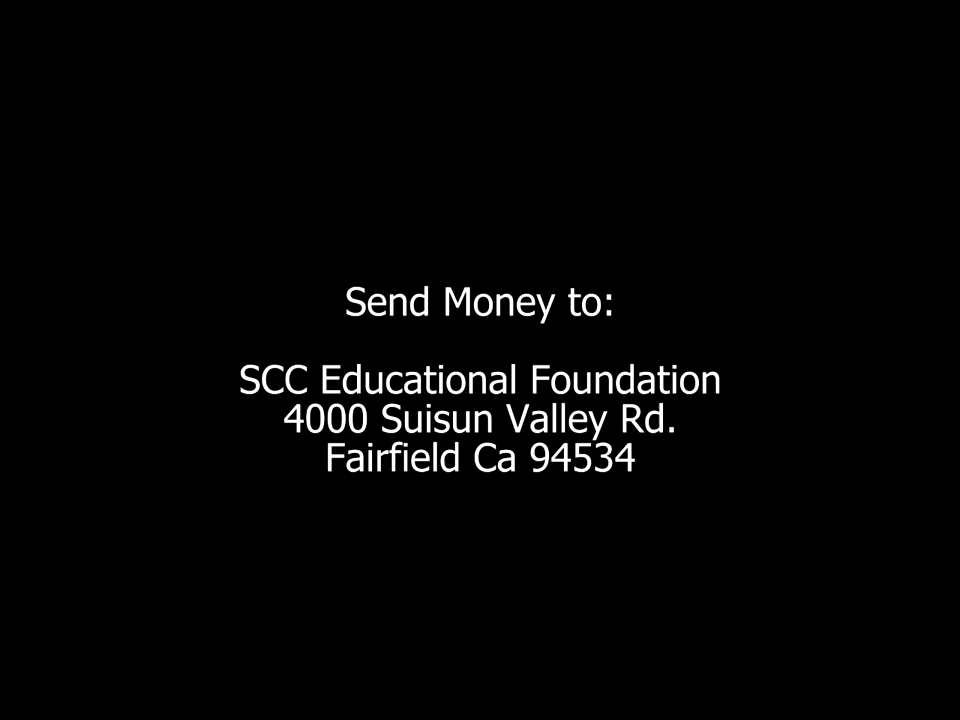 Send Money to:
SCC Educational Foundation
4000 Suisun Valley Rd.
Fairfield Ca 94534